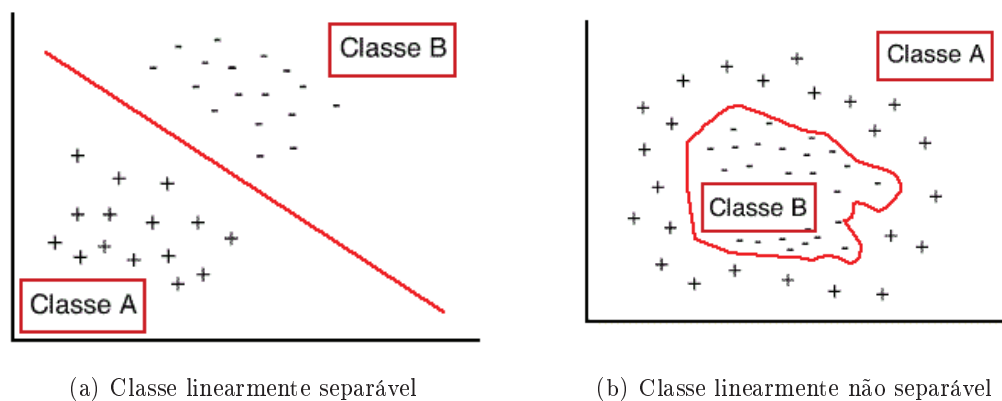 Classe B
Classe A
(a) Classe linearmente separável
Classe A
Classe B
(b) Classe linearmente não separável